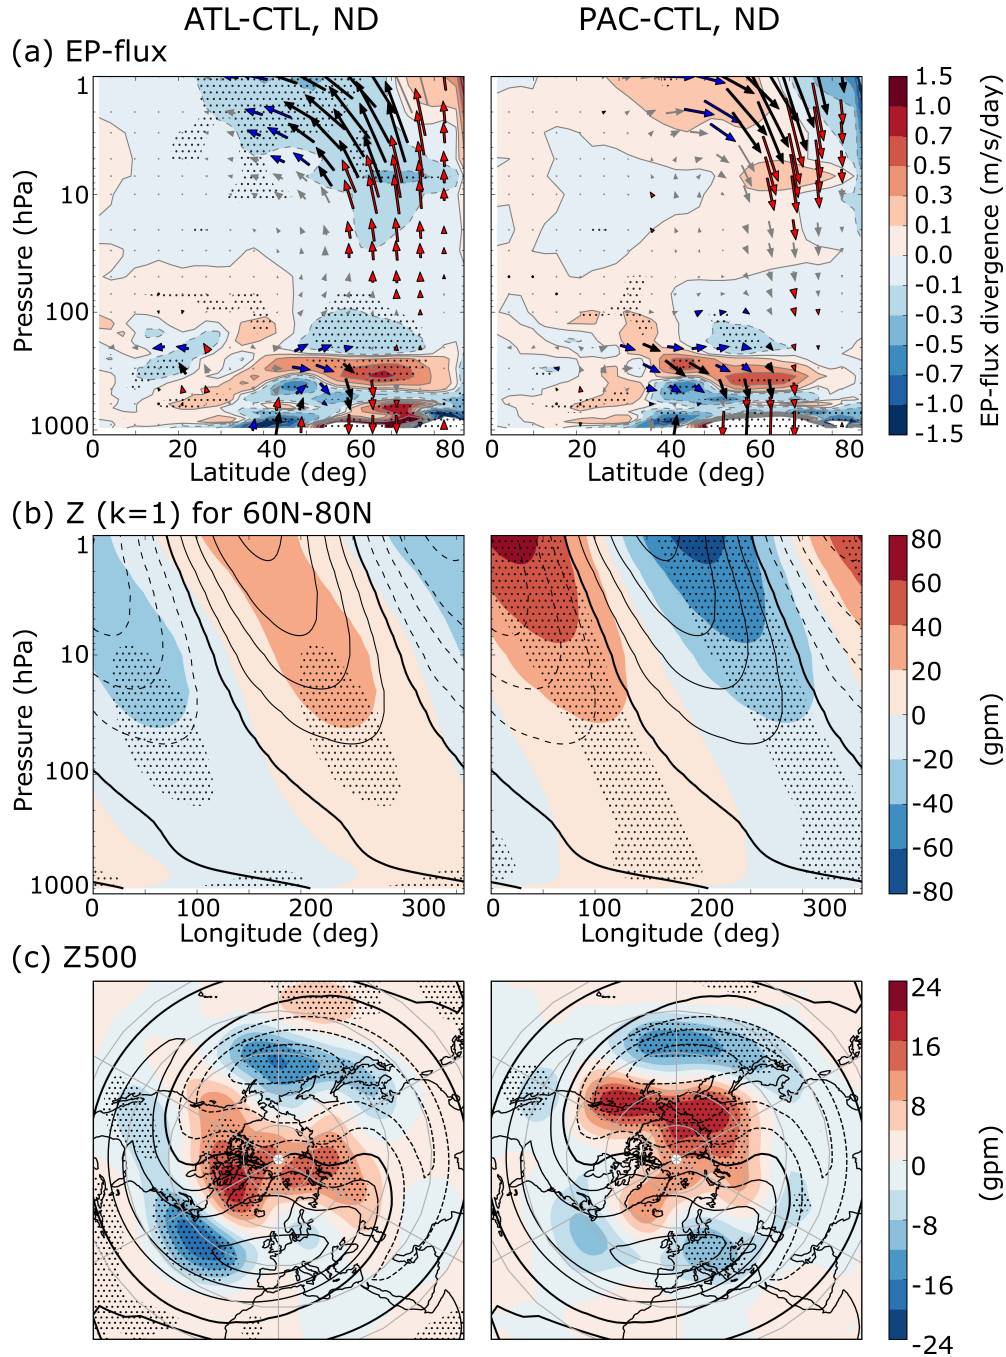 ATL-CTL, ND
PAC-CTL, ND
(a) EP-flux
1
10
100
1000
Pressure (hPa)
0 20 40 60 80
Latitude (deg)
0 20 40 60 80
Latitude (deg)
1.5
1.0
0.7
0.5
0.3
0.1
0.0
-0.1
-0.3
-0.5
-0.7
-1.0
-1.5
EP-flux divergence (m/s/day)
(b) Z (k=1) for 60N-80N
1
10
100
1000
Pressure (hPa)
0 100 200 300
Longitude (deg)
0 100 200 300
Longitude (deg)
80
60
40
20
0
-20
-40
-60
-80
(gpm)
(c) Z500
24
16
8
0
-8
-16
-24
(gpm)